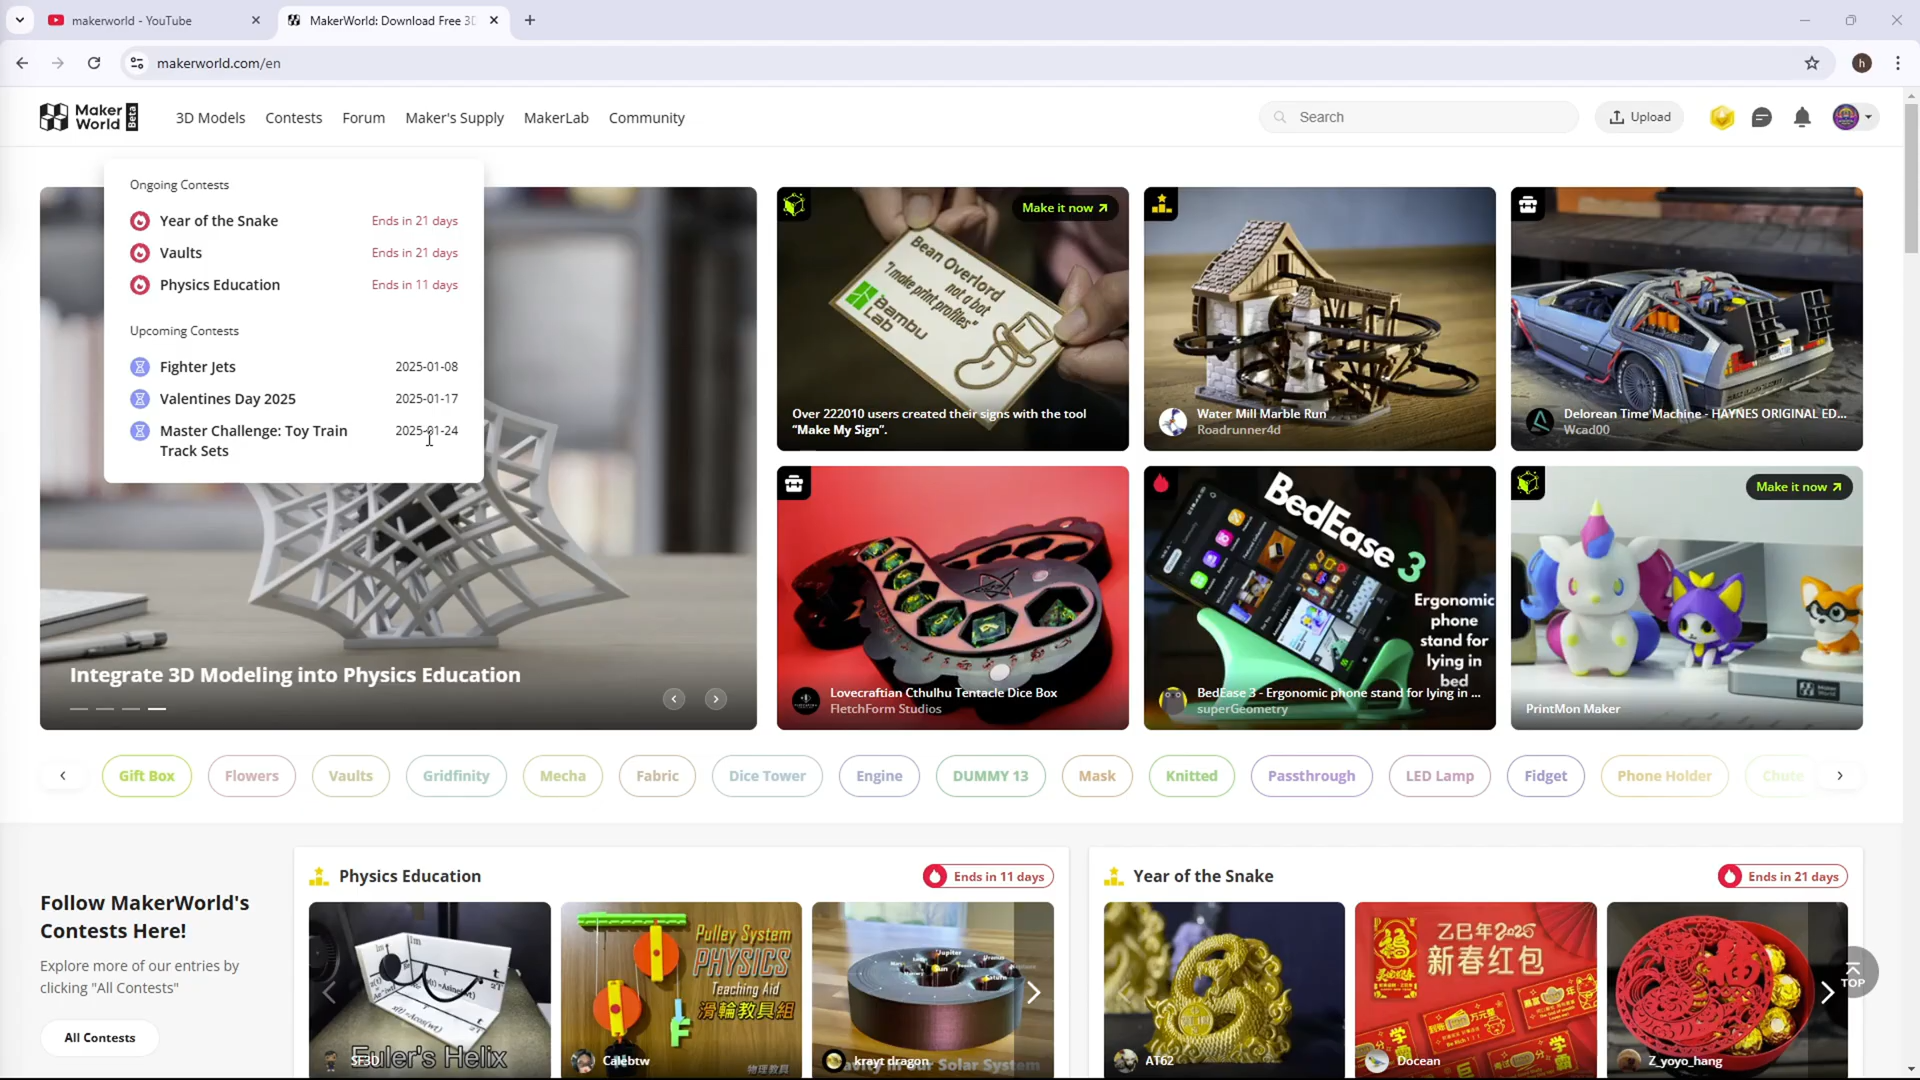 makerworld - YouTube
MakerWorld: Download Free 3D
makerworld.com/en
h
Maker World Beta
3D Models
Contests
Forum
Maker's Supply
MakerLab
Community
Search
Upload
Ongoing Contests
Year of the Snake
Ends in 21 days
Vaults
Ends in 21 days
Physics Education
Ends in 11 days
Upcoming Contests
Fighter Jets
2025-01-08
Valentines Day 2025
2025-01-17
Master Challenge: Toy Train
Track Sets
2025-01-24
Integrate 3D Modeling into Physics Education
Make it now
Bean Overlord
not a bot
"I make print profiles"
Bambu
Lab
Over 222010 users created their signs with the tool
“Make My Sign”.
Water Mill Marble Run
Roadrunner4d
Delorean Time Machine - HAYNES ORIGINAL ED...
Wcad00
Lovecraftian Cthulhu Tentacle Dice Box
FletchForm Studios
BedEase 3
Ergonomic
phone
stand for
lying in
bed
BedEase 3 - Ergonomic phone stand for lying in ...
superGeometry
Make it now
PrintMon Maker
Gift Box
Flowers
Vaults
Gridfinity
Mecha
Fabric
Dice Tower
Engine
DUMMY 13
Mask
Knitted
Passthrough
LED Lamp
Fidget
Phone Holder
Chute
Follow MakerWorld's
Contests Here!
Explore more of our entries by
clicking "All Contests"
All Contests
Physics Education
Ends in 11 days
Euler's Helix
SF3D
Pulley System
PHYSICS
Teaching Aid
滑輪教具組
物理教具
Calebtw
Jupiter
Sun
Saturn
Uranus
krayt dragon
Solar System
Year of the Snake
Ends in 21 days
AT62
乙巳年2025
新春红包
Docean
Z_yoyo_hang
TOP